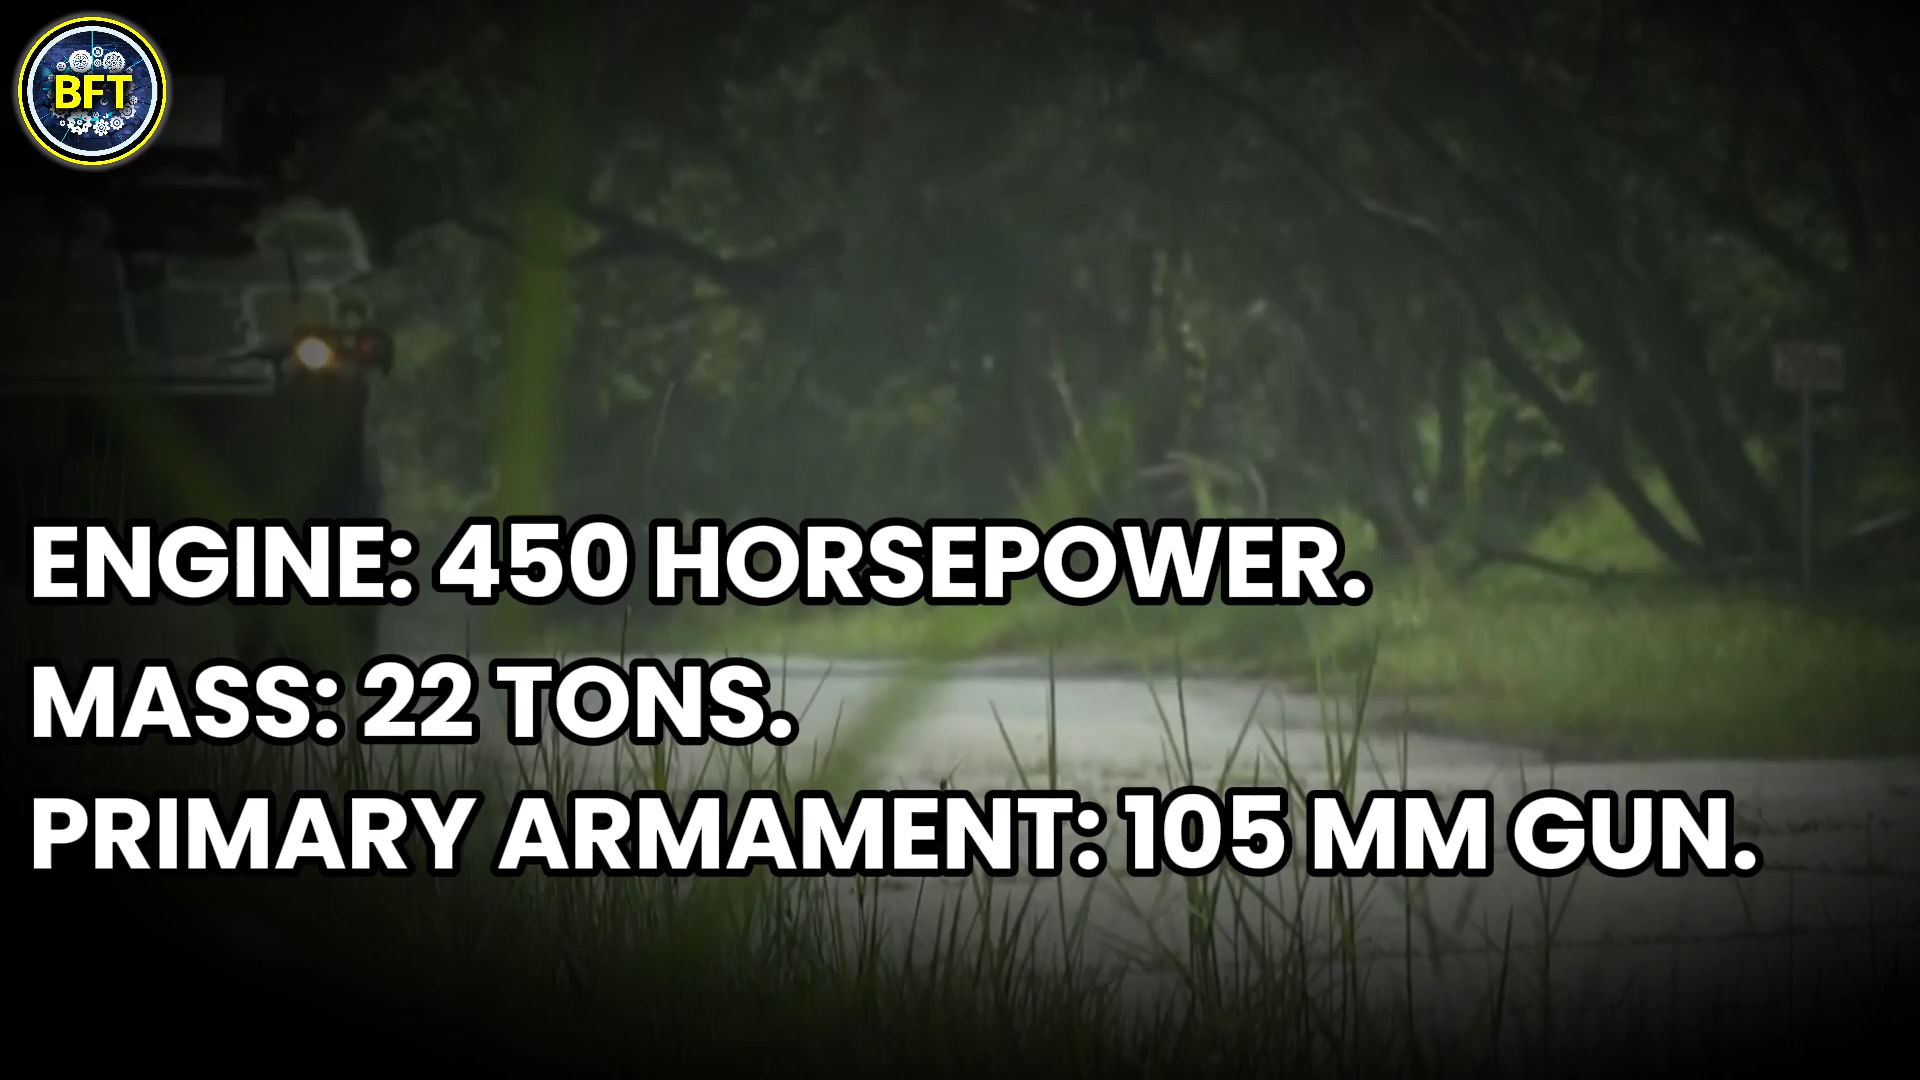 BFT
ENGINE: 450 HORSEPOWER.
MASS: 22 TONS.
PRIMARY ARMAMENT: 105 MM GUN.